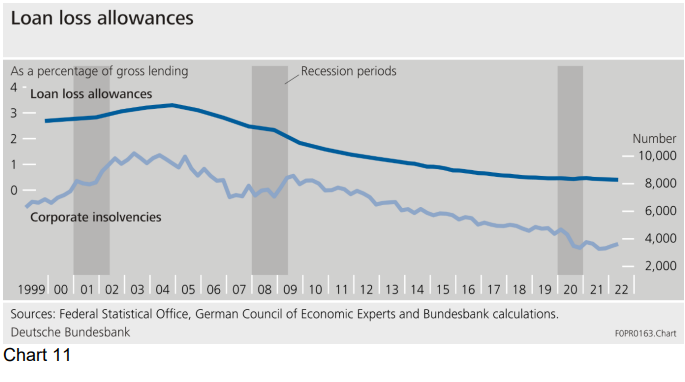 Loan loss allowances
As a percentage of gross lending
Recession periods
4
Loan loss allowances
3
2
Number
1
10,000
0
8,000
6,000
Corporate insolvencies
4,000
2,000
1999 00 01 02 03 04 05 06 07 08 09 10 11 12 13 14 15 16 17 18 19 20 21 22
Sources: Federal Statistical Office, German Council of Economic Experts and Bundesbank calculations.
Deutsche Bundesbank
F0PR0163.Chart
Chart 11